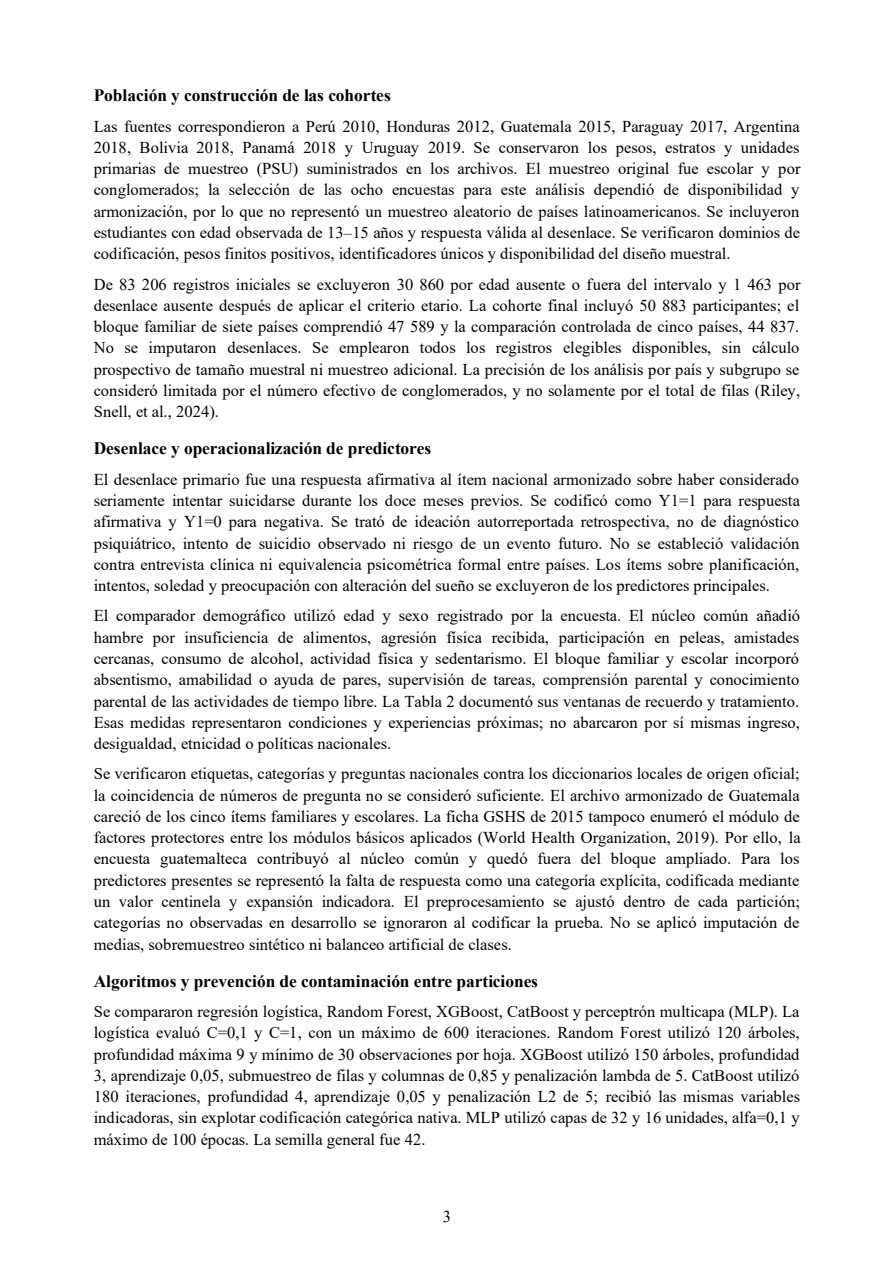 Población y construcción de las cohortes
Las fuentes correspondieron a Perú 2010, Honduras 2012, Guatemala 2015, Paraguay 2017, Argentina
2018, Bolivia 2018, Panamá 2018 y Uruguay 2019. Se conservaron los pesos, estratos y unidades
primarias de muestreo (PSU) suministrados en los archivos. El muestreo original fue escolar y por
conglomerados; la selección de las ocho encuestas para este análisis dependió de disponibilidad y
armonización, por lo que no representó un muestreo aleatorio de países latinoamericanos. Se incluyeron
estudiantes con edad observada de 13–15 años y respuesta válida al desenlace. Se verificaron dominios de
codificación, pesos finitos positivos, identificadores únicos y disponibilidad del diseño muestral.
De 83 206 registros iniciales se excluyeron 30 860 por edad ausente o fuera del intervalo y 1 463 por
desenlace ausente después de aplicar el criterio etario. La cohorte final incluyó 50 883 participantes; el
bloque familiar de siete países comprendió 47 589 y la comparación controlada de cinco países, 44 837.
No se imputaron desenlaces. Se emplearon todos los registros elegibles disponibles, sin cálculo
prospectivo de tamaño muestral ni muestreo adicional. La precisión de los análisis por país y subgrupo se
consideró limitada por el número efectivo de conglomerados, y no solamente por el total de filas (Riley,
Snell, et al., 2024).
Desenlace y operacionalización de predictores
El desenlace primario fue una respuesta afirmativa al ítem nacional armonizado sobre haber considerado
seriamente intentar suicidarse durante los doce meses previos. Se codificó como Y1=1 para respuesta
afirmativa y Y1=0 para negativa. Se trató de ideación autorreportada retrospectiva, no de diagnóstico
psiquiátrico, intento de suicidio observado ni riesgo de un evento futuro. No se estableció validación
contra entrevista clínica ni equivalencia psicométrica formal entre países. Los ítems sobre planificación,
intentos, soledad y preocupación con alteración del sueño se excluyeron de los predictores principales.
El comparador demográfico utilizó edad y sexo registrado por la encuesta. El núcleo común añadió
hambre por insuficiencia de alimentos, agresión física recibida, participación en peleas, amistades
cercanas, consumo de alcohol, actividad física y sedentarismo. El bloque familiar y escolar incorporó
absentismo, amabilidad o ayuda de pares, supervisión de tareas, comprensión parental y conocimiento
parental de las actividades de tiempo libre. La Tabla 2 documentó sus ventanas de recuerdo y tratamiento.
Esas medidas representaron condiciones y experiencias próximas; no abarcaron por sí mismas ingreso,
desigualdad, etnicidad o políticas nacionales.
Se verificaron etiquetas, categorías y preguntas nacionales contra los diccionarios locales de origen oficial;
la coincidencia de números de pregunta no se consideró suficiente. El archivo armonizado de Guatemala
careció de los cinco ítems familiares y escolares. La ficha GSHS de 2015 tampoco enumeró el módulo de
factores protectores entre los módulos básicos aplicados (World Health Organization, 2019). Por ello, la
encuesta guatemalteca contribuyó al núcleo común y quedó fuera del bloque ampliado. Para los
predictores presentes se representó la falta de respuesta como una categoría explícita, codificada mediante
un valor centinela y expansión indicadora. El preprocesamiento se ajustó dentro de cada partición;
categorías no observadas en desarrollo se ignoraron al codificar la prueba. No se aplicó imputación de
medias, sobremuestreo sintético ni balanceo artificial de clases.
Algoritmos y prevención de contaminación entre particiones
Se compararon regresión logística, Random Forest, XGBoost, CatBoost y perceptrón multicapa (MLP). La
logística evaluó C=0,1 y C=1, con un máximo de 600 iteraciones. Random Forest utilizó 120 árboles,
profundidad máxima 9 y mínimo de 30 observaciones por hoja. XGBoost utilizó 150 árboles, profundidad
3, aprendizaje 0,05, submuestreo de filas y columnas de 0,85 y penalización lambda de 5. CatBoost utilizó
180 iteraciones, profundidad 4, aprendizaje 0,05 y penalización L2 de 5; recibió las mismas variables
indicadoras, sin explotar codificación categórica nativa. MLP utilizó capas de 32 y 16 unidades, alfa=0,1 y
máximo de 100 épocas. La semilla general fue 42.
3